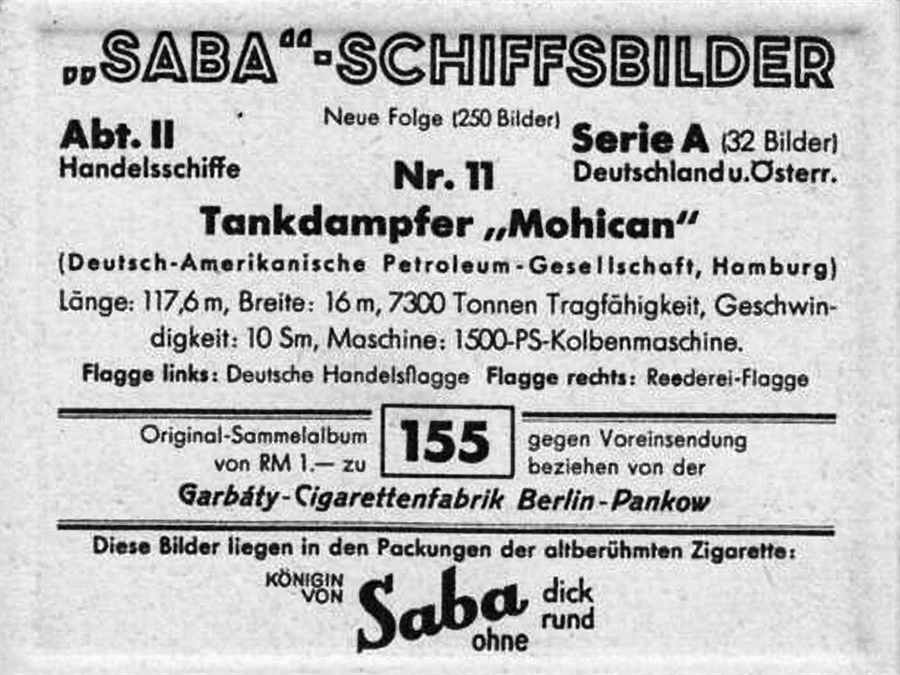 „SABA“-SCHIFFSBILDER
Neue Folge (250 Bilder)
Abt. II
Handelsschiffe
Nr. 11
Serie A (32 Bilder)
Deutschland u. Österr.
Tankdampfer „Mohican“
(Deutsch-Amerikanische Petroleum-Gesellschaft, Hamburg)
Länge: 117,6 m, Breite: 16 m, 7300 Tonnen Tragfähigkeit, Geschwin-
digkeit: 10 Sm, Maschine: 1500-PS-Kolbenmaschine.
Flagge links: Deutsche Handelsflagge Flagge rechts: Reederei-Flagge
Original-Sammelalbum
von RM 1.— zu
155
gegen Voreinsendung
beziehen von der
Garbáty-Cigarettenfabrik Berlin-Pankow
Diese Bilder liegen in den Packungen der altberühmten Zigarette:
KÖNIGIN
VON
Saba
dick
rund
ohne